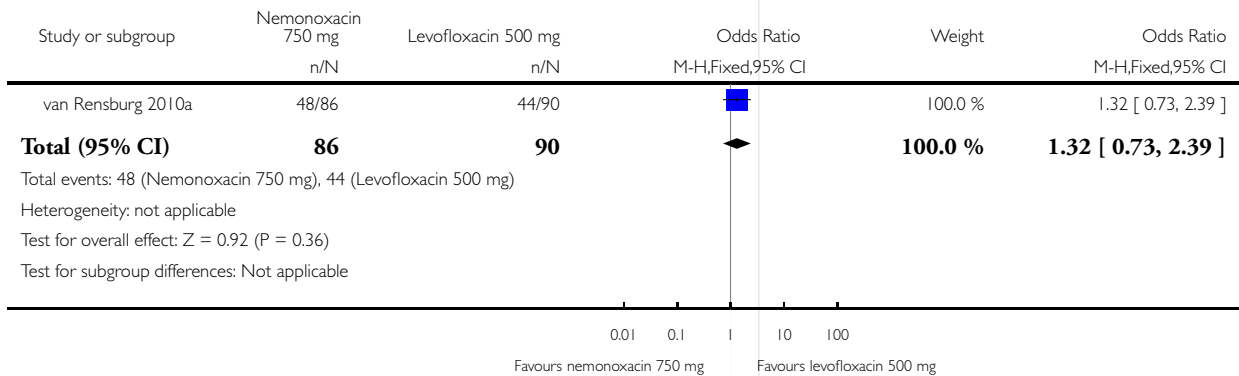 Study or subgroup Nemonoxacin 750 mg Levofloxacin 500 mg Odds Ratio Weight Odds Ratio
n/N n/N M-H,Fixed,95% CI M-H,Fixed,95% CI
van Rensburg 2010a 48/86 44/90 100.0 % 1.32 [ 0.73, 2.39 ]
Total (95% CI) 86 90 100.0 % 1.32 [ 0.73, 2.39 ]
Total events: 48 (Nemonoxacin 750 mg), 44 (Levofloxacin 500 mg)
Heterogeneity: not applicable
Test for overall effect: Z = 0.92 (P = 0.36)
Test for subgroup differences: Not applicable
0.01 0.1 1 10 100
Favours nemonoxacin 750 mg Favours levofloxacin 500 mg